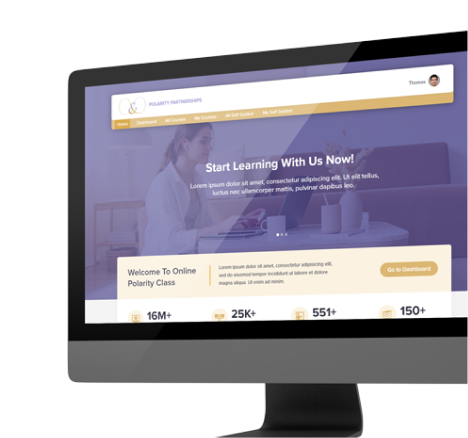 Thomas
& POLARITY PARTNERSHIPS
Home Dashboard All Courses My Courses All Self Guided My Self Guided
Start Learning With Us Now!
Lorem ipsum dolor sit amet, consectetur adipiscing elit. Ut elit tellus,
luctus nec ullamcorper mattis, pulvinar dapibus leo.
Welcome To Online
Polarity Class
Lorem ipsum dolor sit amet, consectetur adipiscing elit,
sed do eiusmod tempor incididunt ut labore et dolore
magna aliqua. Ut enim ad minim.
Go to Dashboard
16M+ 25K+ 551+ 150+